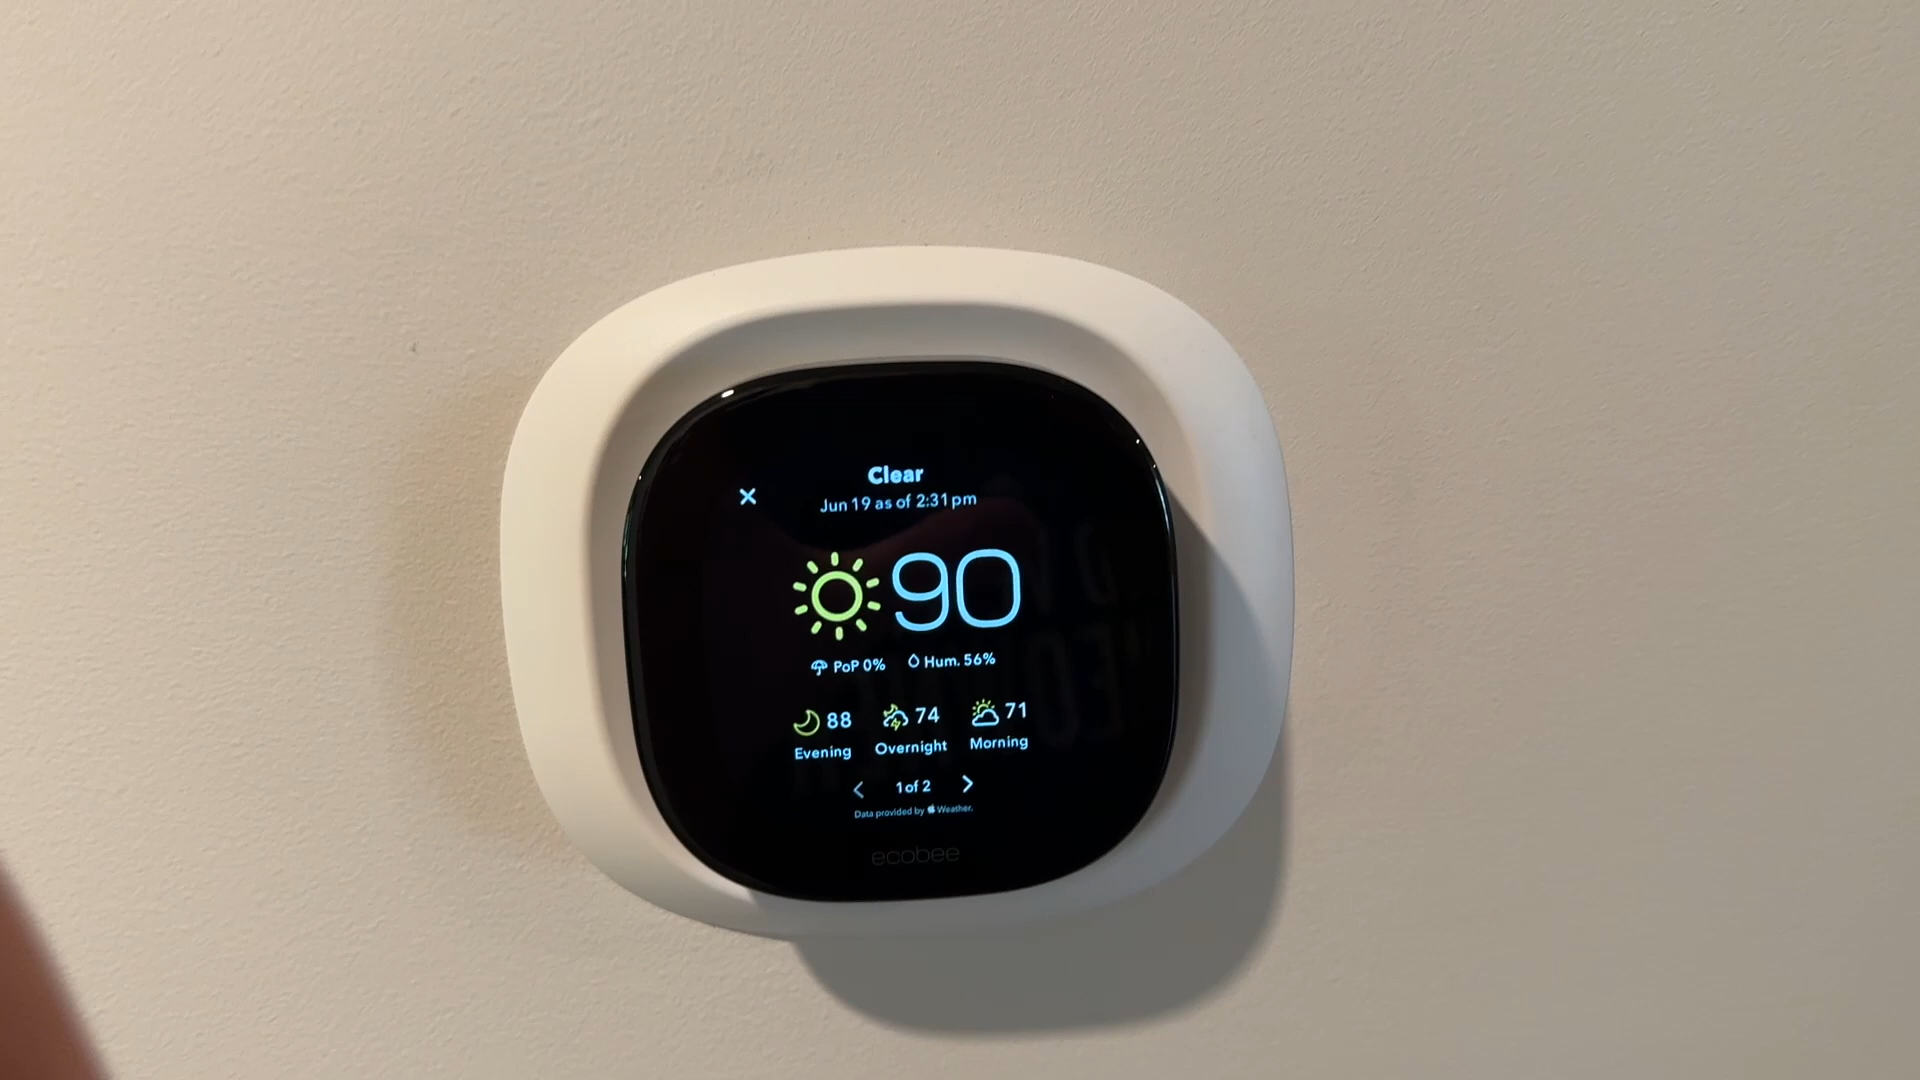 Clear
Jun 19 as of 2:31 pm
90
PoP 0% Hum. 56%
88 74 71
Evening Overnight Morning
1 of 2
Data provided by Weather.
ecobee